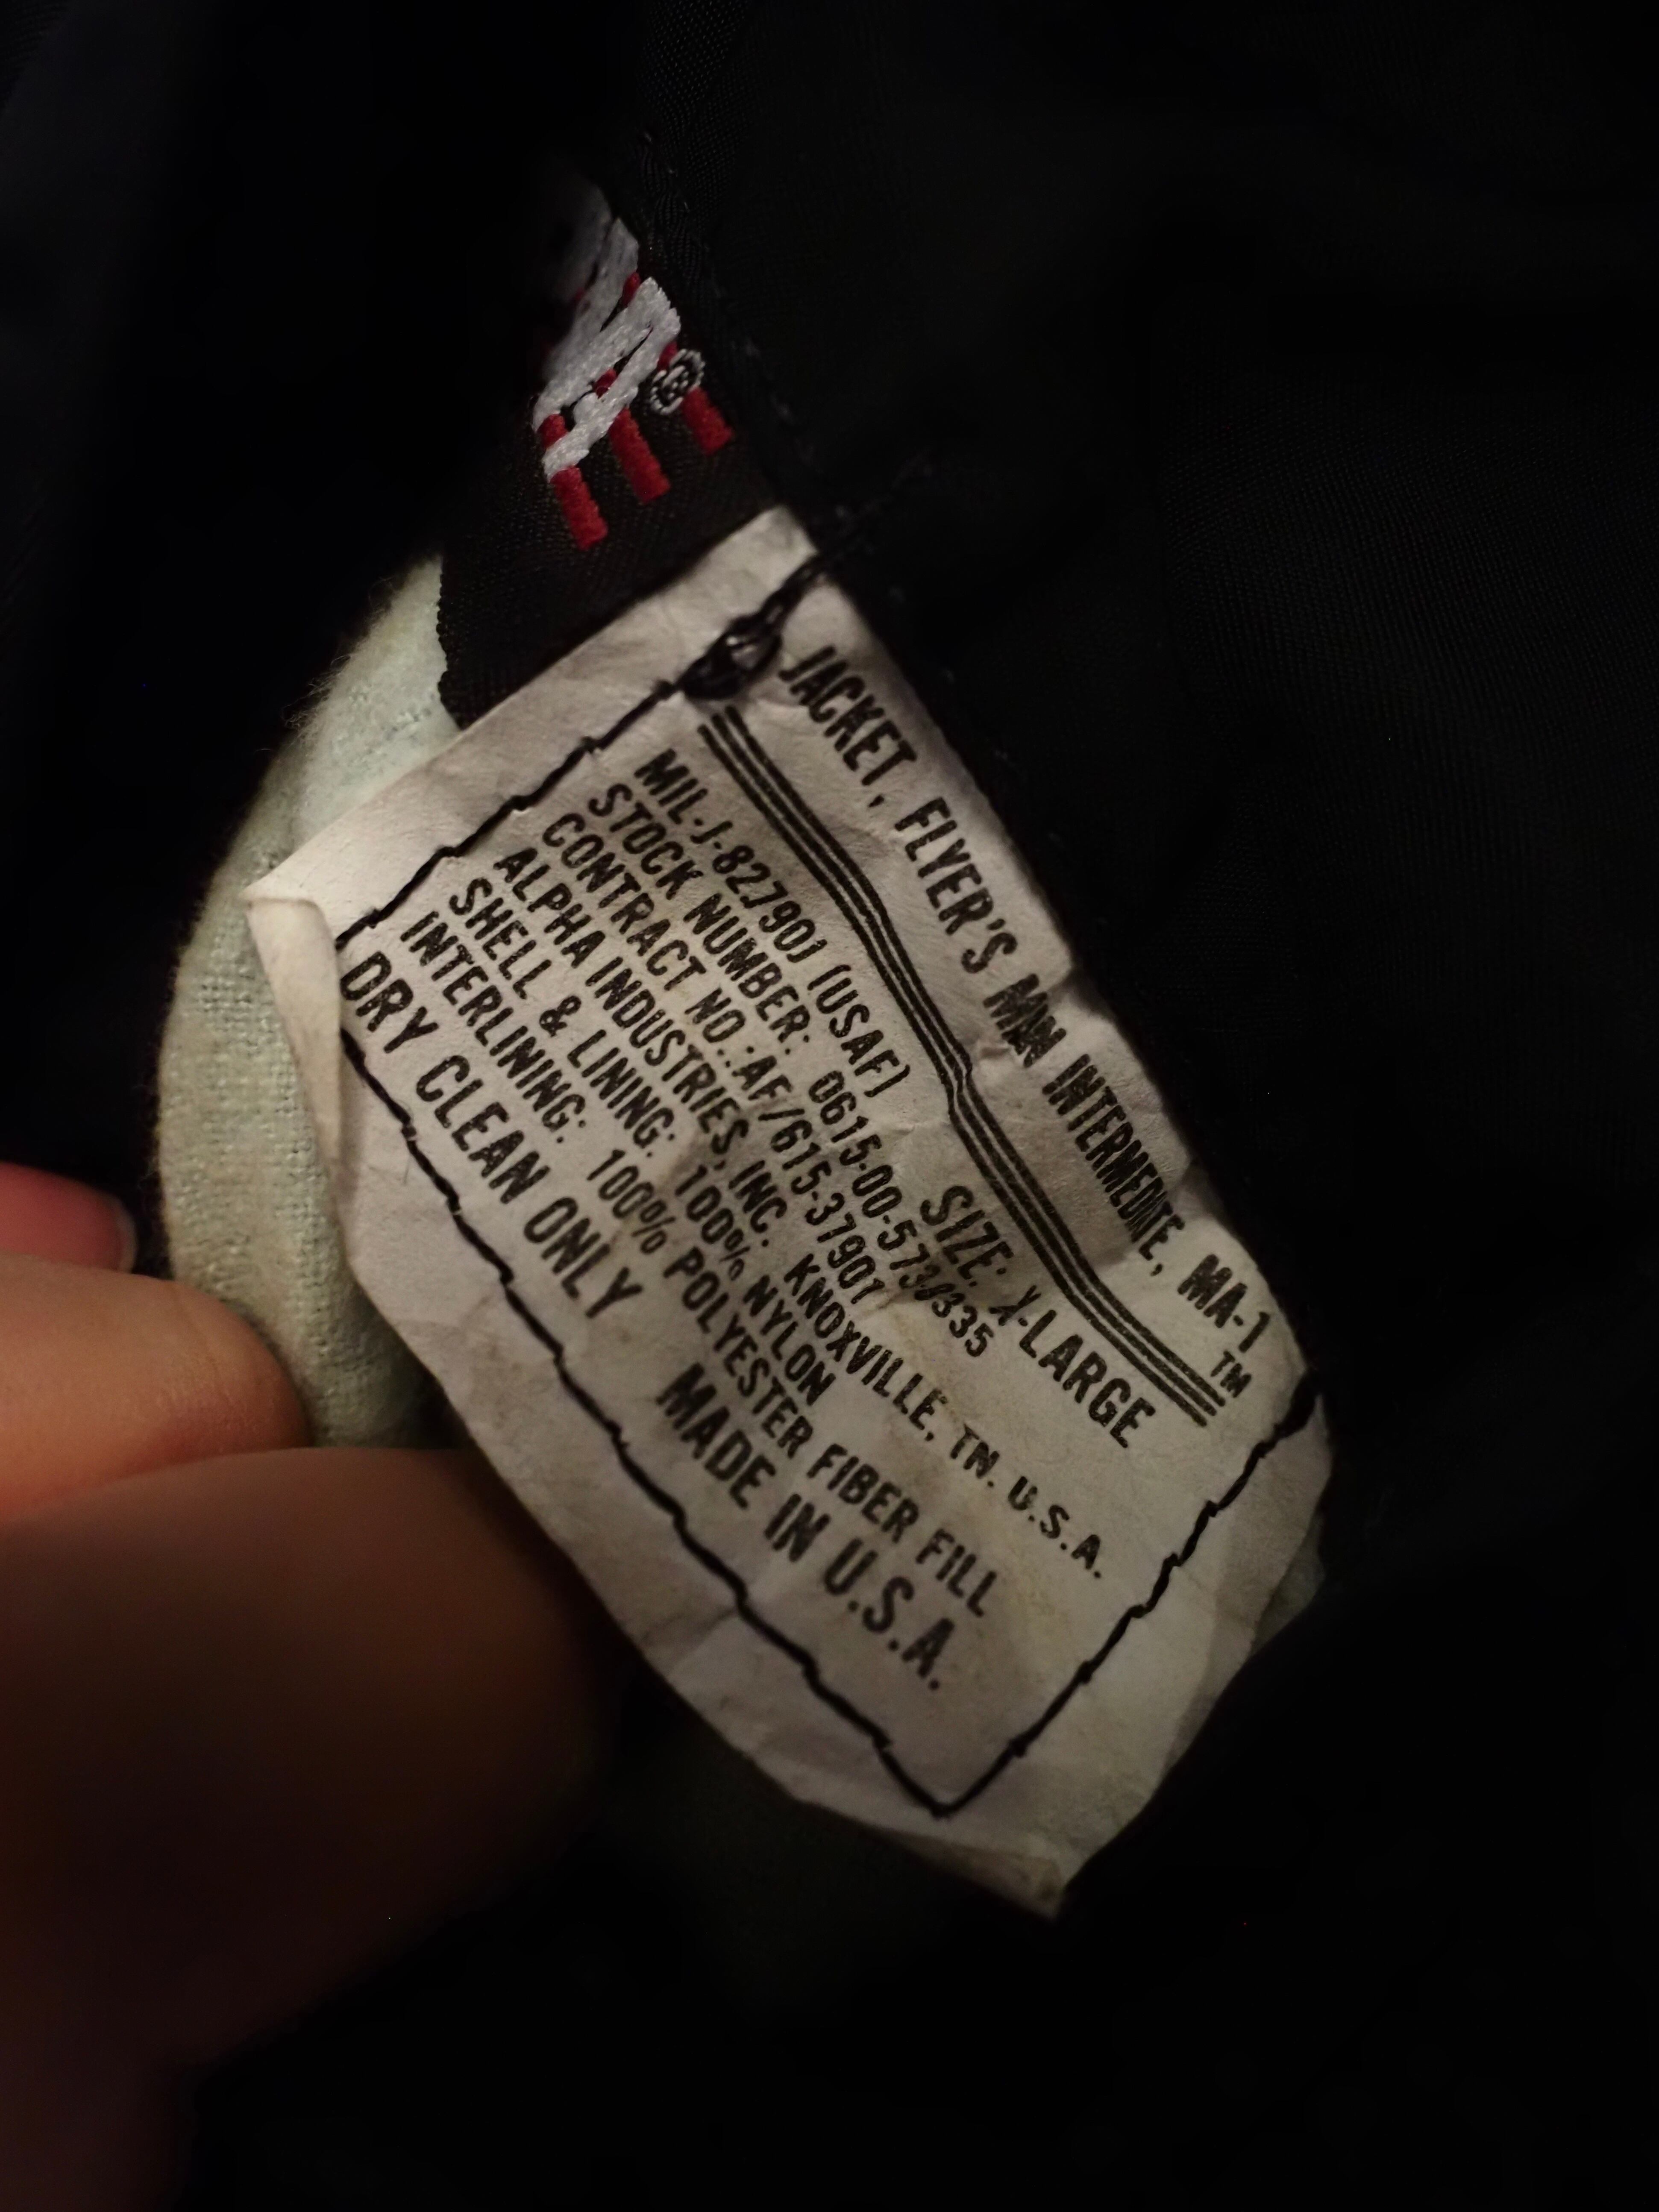 JACKET, FLYER'S MAN INTERMEDIATE, MA-1
TM
SIZE: X-LARGE
MIL-J-82790J (USAF)
STOCK NUMBER: 0615-00-573-J335
CONTRACT NO.:AF/615-37901
ALPHA INDUSTRIES, INC. KNOXVILLE, TN. U.S.A.
SHELL & LINING: 100% NYLON
INTERLINING: 100% POLYESTER FIBER FILL
DRY CLEAN ONLY MADE IN U.S.A.